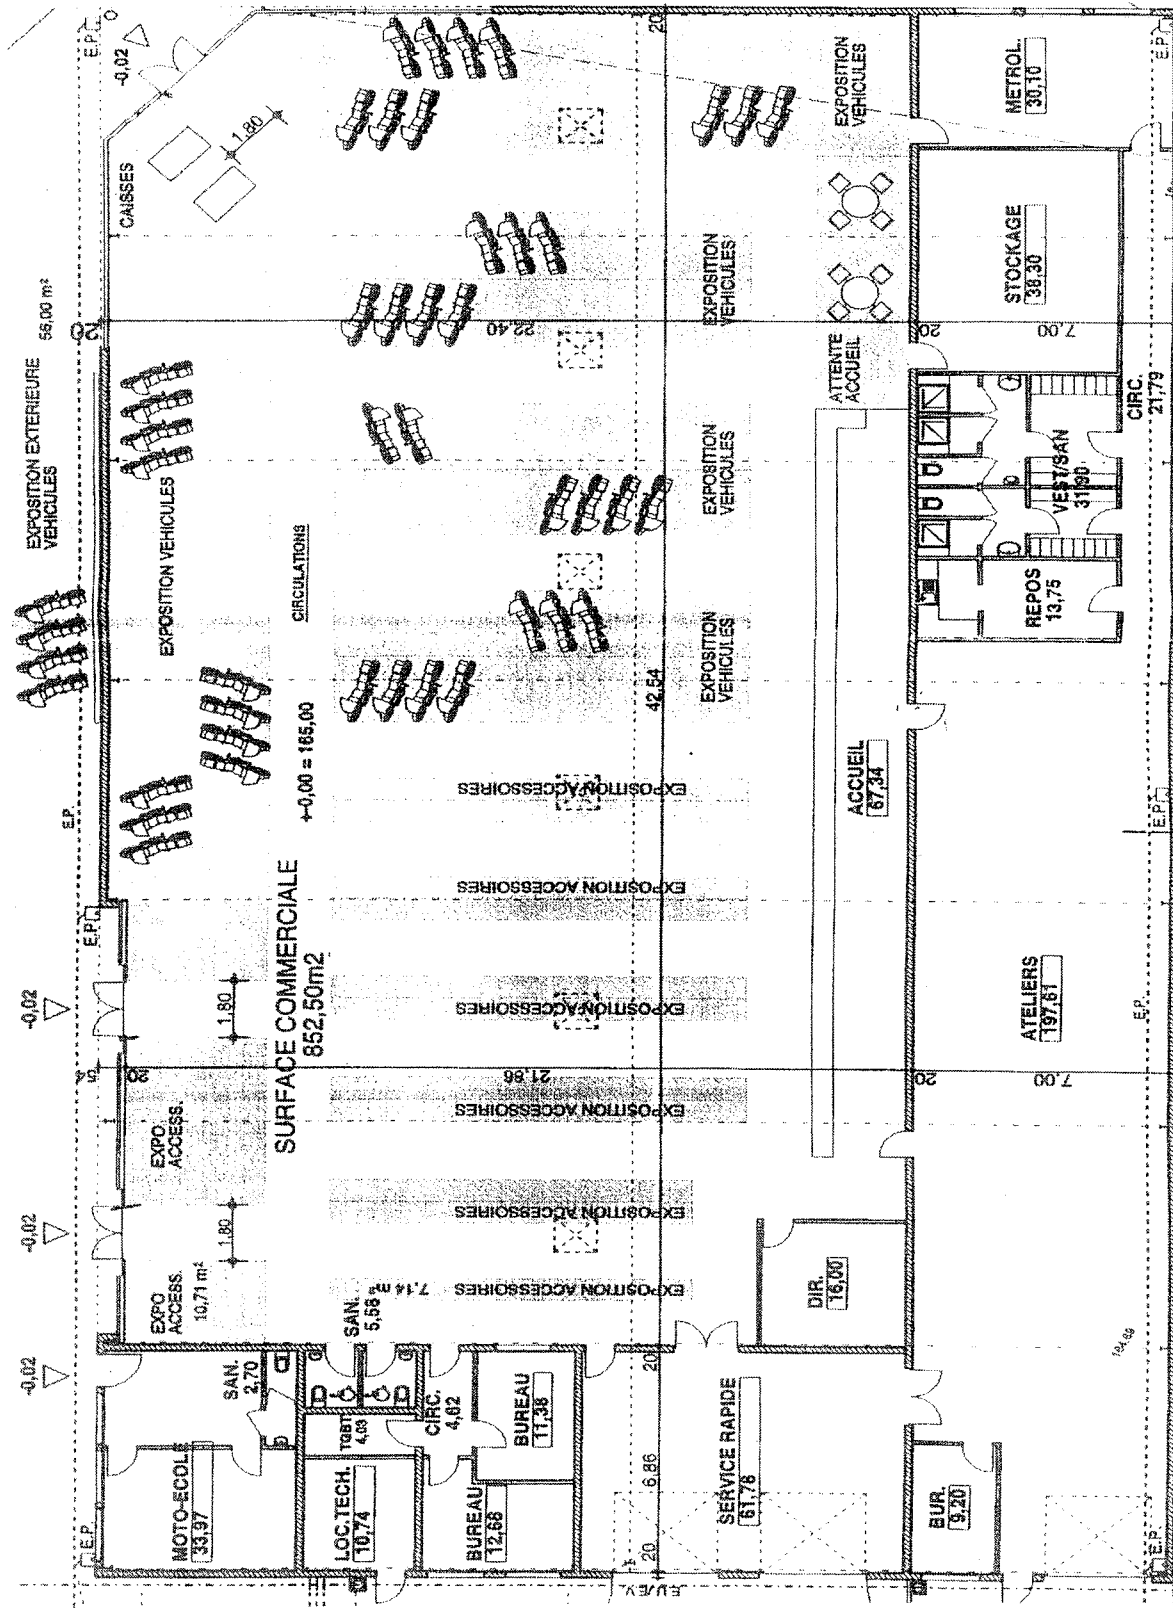 E.P.
-0,02
CAISSES
1,80
EXPOSITION EXTERIEURE
VEHICULES
56,00 m²
20
EXPOSITION VEHICULES
CIRCULATIONS
+-0,00 = 165,00
E.P.
E.P.
-0,02
1,80
SURFACE COMMERCIALE
852,50m2
20
EXPO
ACCESS.
-0,02
1,80
EXPO
ACCESS.
10,71 m²
-0,02
E.P.
MOTO-ECOLE
33,97
SAN.
2,70
SAN.
5,58
LOC.TECH.
10,74
TGBT
4,03
CIRC.
4,62
BUREAU
12,68
BUREAU
11,38
EXPOSITION ACCESSOIRES
EXPOSITION ACCESSOIRES
EXPOSITION ACCESSOIRES
EXPOSITION ACCESSOIRES
EXPOSITION ACCESSOIRES
EXPOSITION ACCESSOIRES
7,14 m²
22,40
21,86
20
42,54
20
6,86
20
EXPOSITION
VEHICULES
EXPOSITION
VEHICULES
EXPOSITION
VEHICULES
EXPOSITION
VEHICULES
ATTENTE
ACCUEIL
ACCUEIL
67,34
DIR.
16,00
SERVICE RAPIDE
61,76
E.U/E.V.
BUR.
9,20
20
20
7,00
7,00
METROL.
30,10
STOCKAGE
38,30
VEST/SAN
31,90
REPOS
13,75
CIRC.
21,79
ATELIERS
197,61
E.P.
E.P.
E.P.
E.P.